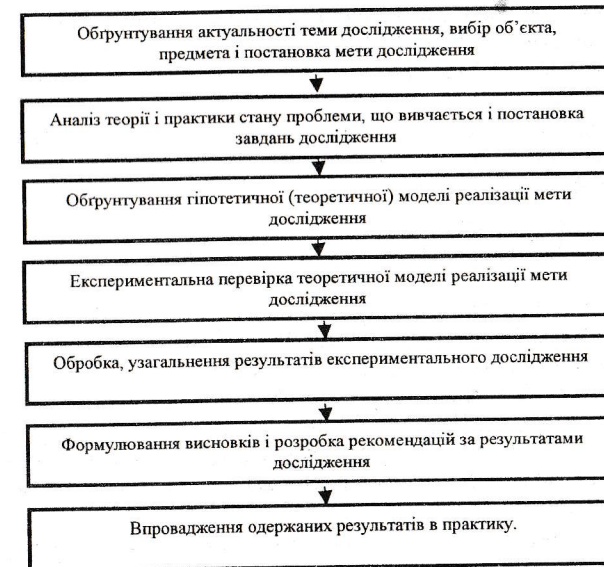 Обґрунтування актуальності теми дослідження, вибір об’єкта,
предмета і постановка мети дослідження
Аналіз теорії і практики стану проблеми, що вивчається і постановка
завдань дослідження
Обґрунтування гіпотетичної (теоретичної) моделі реалізації мети
дослідження
Експериментальна перевірка теоретичної моделі реалізації мети
дослідження
Обробка, узагальнення результатів експериментального дослідження
Формулювання висновків і розробка рекомендацій за результатами
дослідження
Впровадження одержаних результатів в практику.